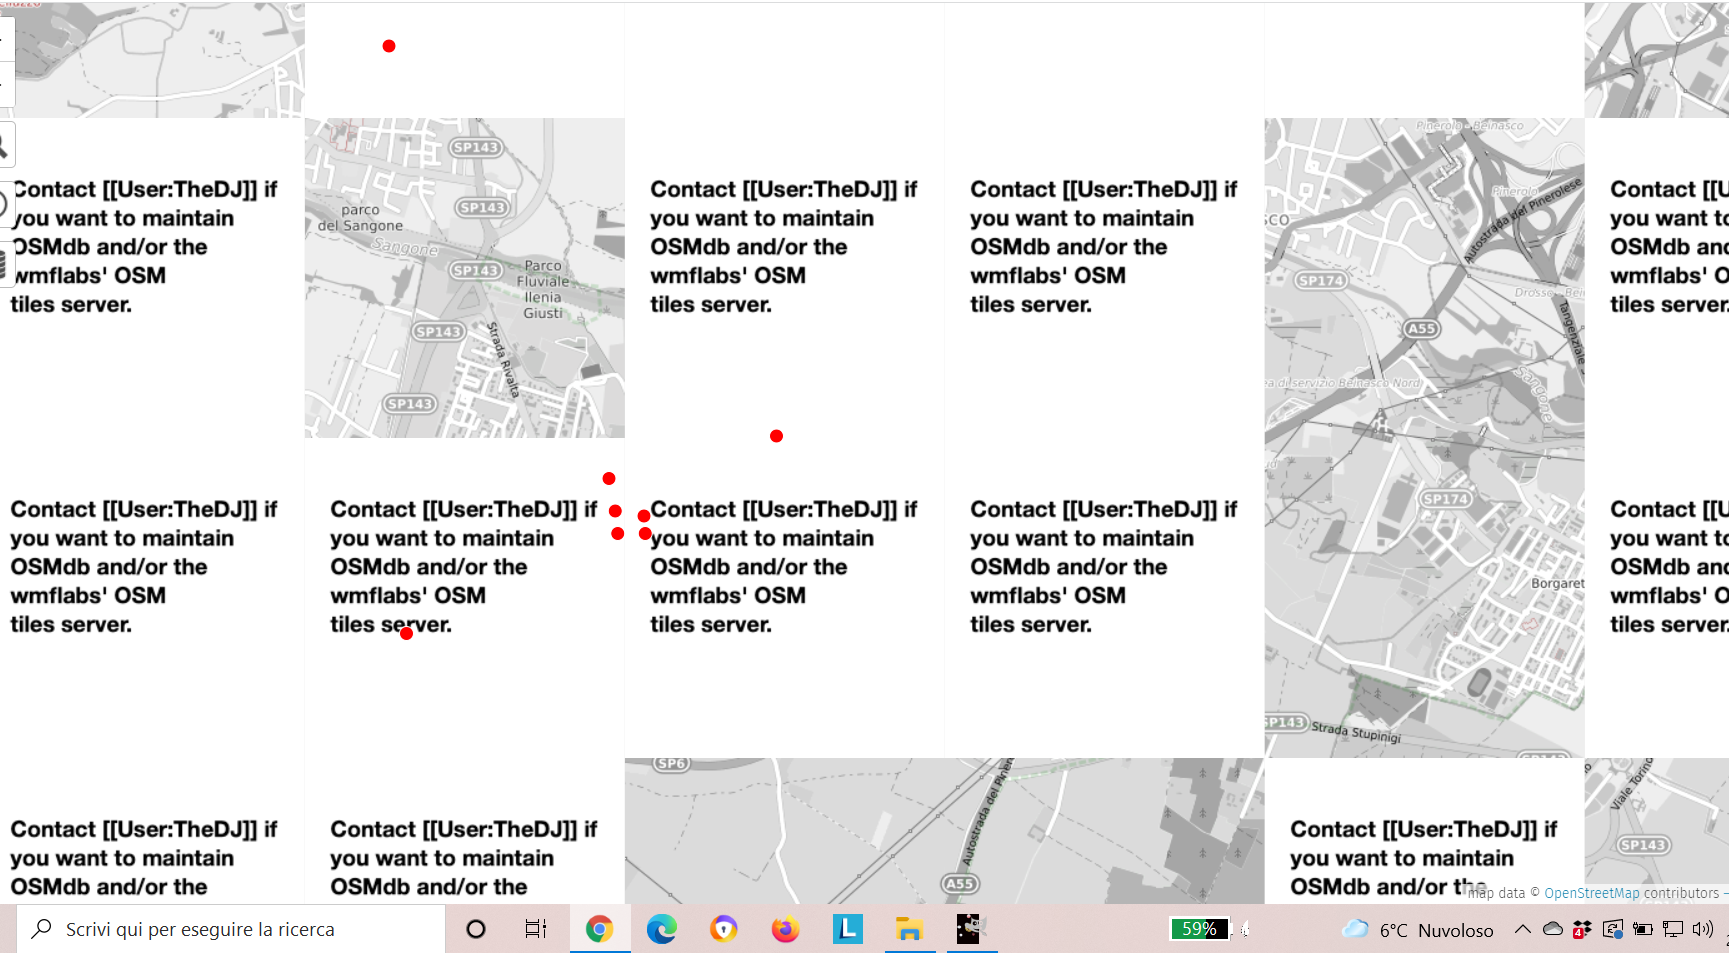 Pinerolo - Beinasco
SP143
Contact [[User:TheDJ]] if
you want to maintain
OSMdb and/or the
wmflabs' OSM
tiles server.
parco
del Sangone
SP143
Sangone
SP143
Parco
Fluviale
Ilenia
Giusti
SP143
Strada Rivalta
SP143
Contact [[User:TheDJ]] if
you want to maintain
OSMdb and/or the
wmflabs' OSM
tiles server.
Contact [[User:TheDJ]] if
you want to maintain
OSMdb and/or the
wmflabs' OSM
tiles server.
Pinerolo
Autostrada del Pinerolese
sco
SP174
Drosso - Bei
A55
Tangenziale
ea di servizio Beinasco Nord
Sangone
Contact [[U
you want to
OSMdb and
wmflabs' O
tiles server.
Contact [[User:TheDJ]] if
you want to maintain
OSMdb and/or the
wmflabs' OSM
tiles server.
Contact [[User:TheDJ]] if
you want to maintain
OSMdb and/or the
wmflabs' OSM
tiles server.
Contact [[User:TheDJ]] if
you want to maintain
OSMdb and/or the
wmflabs' OSM
tiles server.
Contact [[User:TheDJ]] if
you want to maintain
OSMdb and/or the
wmflabs' OSM
tiles server.
ud
SP174
Borgaret
SP143
Strada Stupinigi
Contact [[U
you want to
OSMdb and
wmflabs' O
tiles server.
Contact [[User:TheDJ]] if
you want to maintain
OSMdb and/or the
Contact [[User:TheDJ]] if
you want to maintain
OSMdb and/or the
SP6
Autostrada del Piner
A55
Contact [[User:TheDJ]] if
you want to maintain
OSMdb and/or the
Viale Torino
SP143
map data © OpenStreetMap contributors –
Scrivi qui per eseguire la ricerca
L
59%
6°C Nuvoloso
4